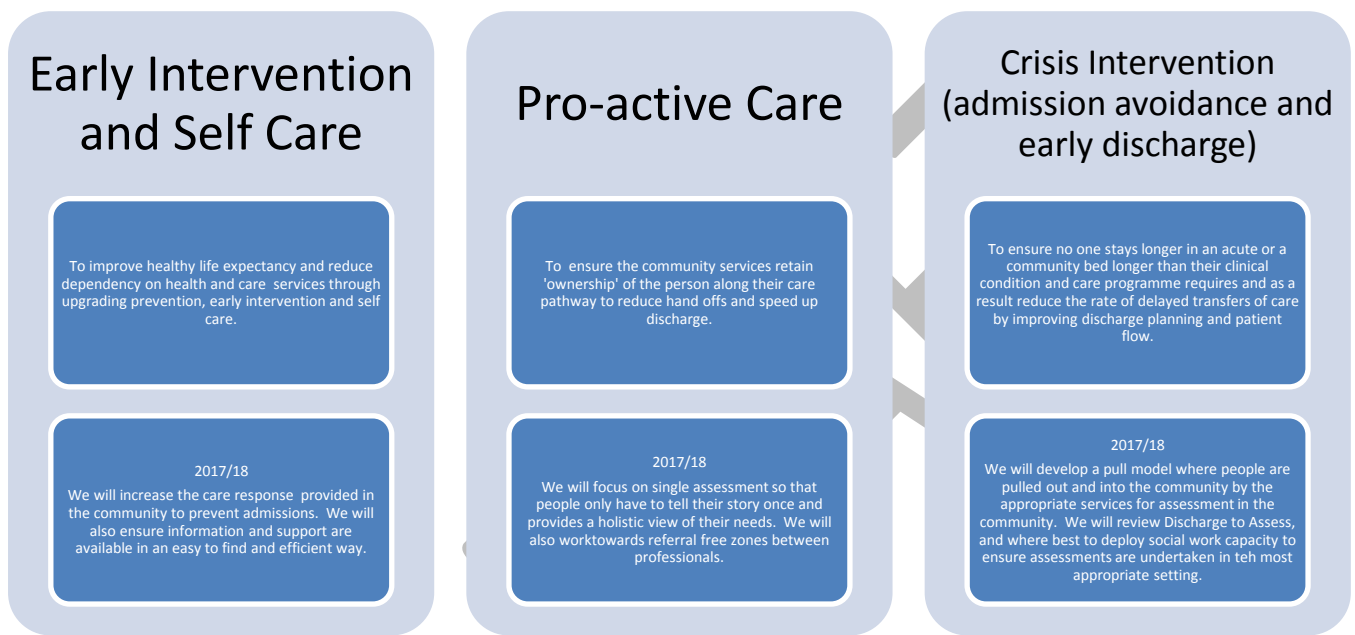 Early Intervention
and Self Care
To improve healthy life expectancy and reduce
dependency on health and care  services through
upgrading prevention, early intervention and self
care.
2017/18
We will increase the care response  provided in
the community to prevent admissions.  We will
also ensure information and support are
available in an easy to find and efficient way.
Pro-active Care
To  ensure the community services retain
'ownership' of the person along their care
pathway to reduce hand offs and speed up
discharge.
2017/18
We will focus on single assessment so that
people only have to tell their story once and
provides a holistic view of their needs.  We will
also worktowards referral free zones between
professionals.
Crisis Intervention
(admission avoidance and
early discharge)
To ensure no one stays longer in an acute or a
community bed longer than their clinical
condition and care programme requires and as a
result reduce the rate of delayed transfers of care
by improving discharge planning and patient
flow.
2017/18
We will develop a pull model where people are
pulled out and into the community by the
appropriate services for assessment in the
community.  We will review Discharge to Assess,
and where best to deploy social work capacity to
ensure assessments are undertaken in teh most
appropriate setting.